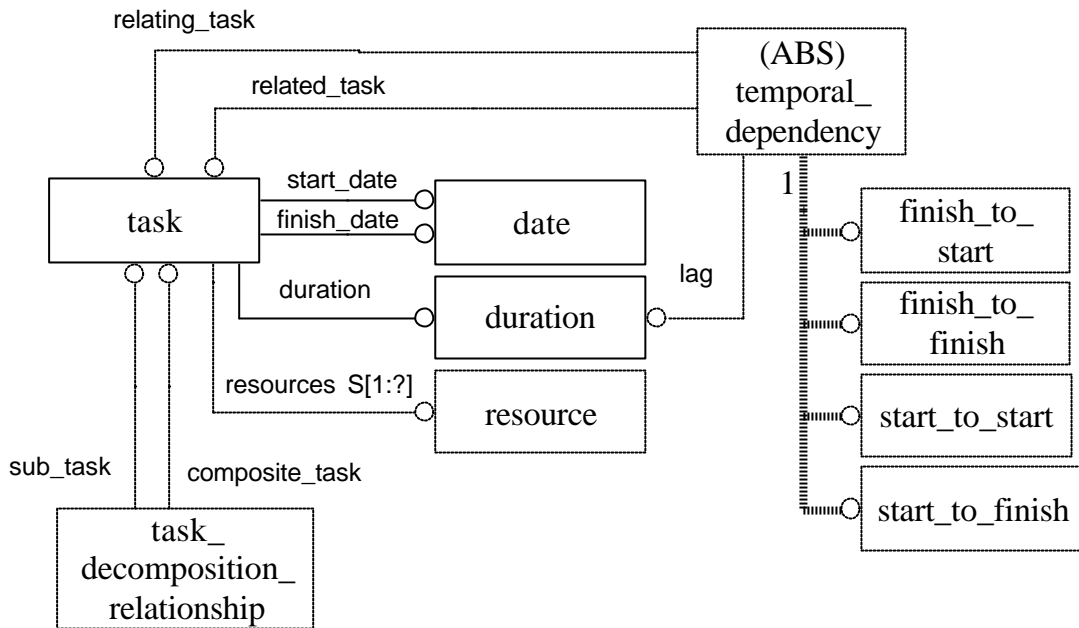 relating_task
(ABS)
temporal_
dependency
related_task
start_date
finish_date
task
date
1
finish_to_
start
duration
duration
lag
finish_to_
finish
resources S[1:?]
resource
start_to_start
sub_task
composite_task
start_to_finish
task_
decomposition_
relationship